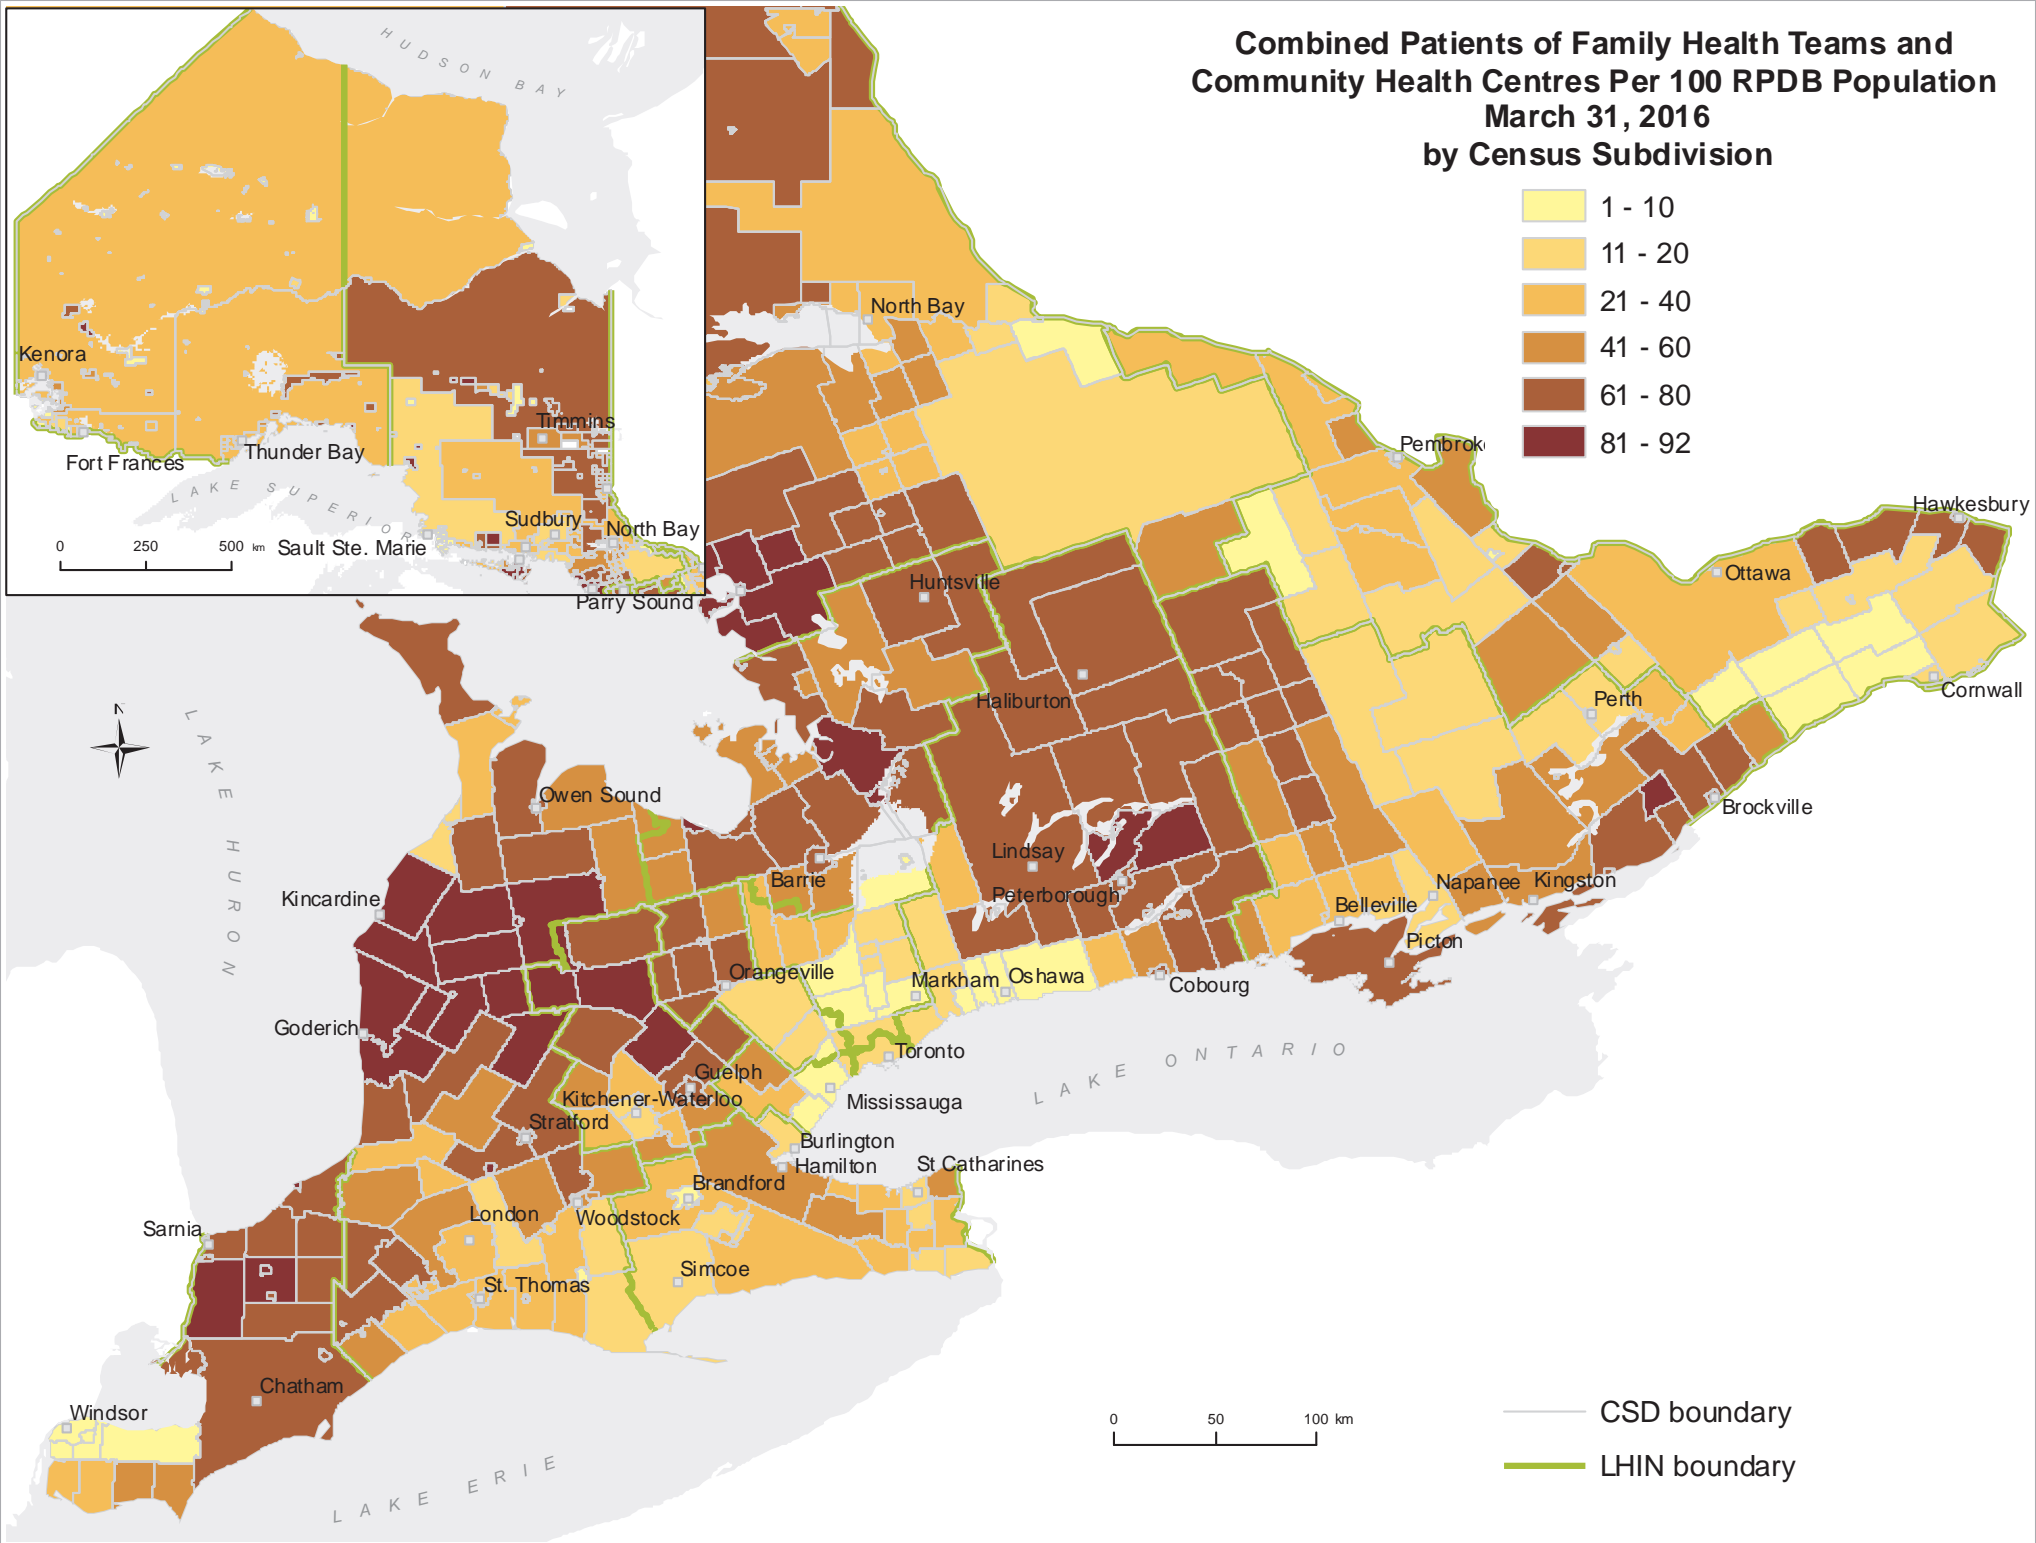 Combined Patients of Family Health Teams and
Community Health Centres Per 100 RPDB Population
March 31, 2016
by Census Subdivision
1 - 10
11 - 20
21 - 40
41 - 60
61 - 80
81 - 92
HUDSON BAY
Kenora
Fort Frances
Thunder Bay
Timmins
LAKE SUPERIOR
Sudbury
North Bay
0 250 500 km
Sault Ste. Marie
Parry Sound
North Bay
Pembrok
Hawkesbury
Ottawa
Huntsville
Cornwall
Perth
Haliburton
N
LAKE HURON
Owen Sound
Brockville
Lindsay
Barrie
Peterborough
Napanee
Kingston
Kincardine
Belleville
Picton
Orangeville
Markham
Oshawa
Cobourg
Goderich
Toronto
LAKE ONTARIO
Guelph
Kitchener-Waterloo
Mississauga
Stratford
Burlington
Hamilton
St Catharines
Brandford
London
Woodstock
Sarnia
Simcoe
St. Thomas
Chatham
Windsor
LAKE ERIE
0 50 100 km
CSD boundary
LHIN boundary